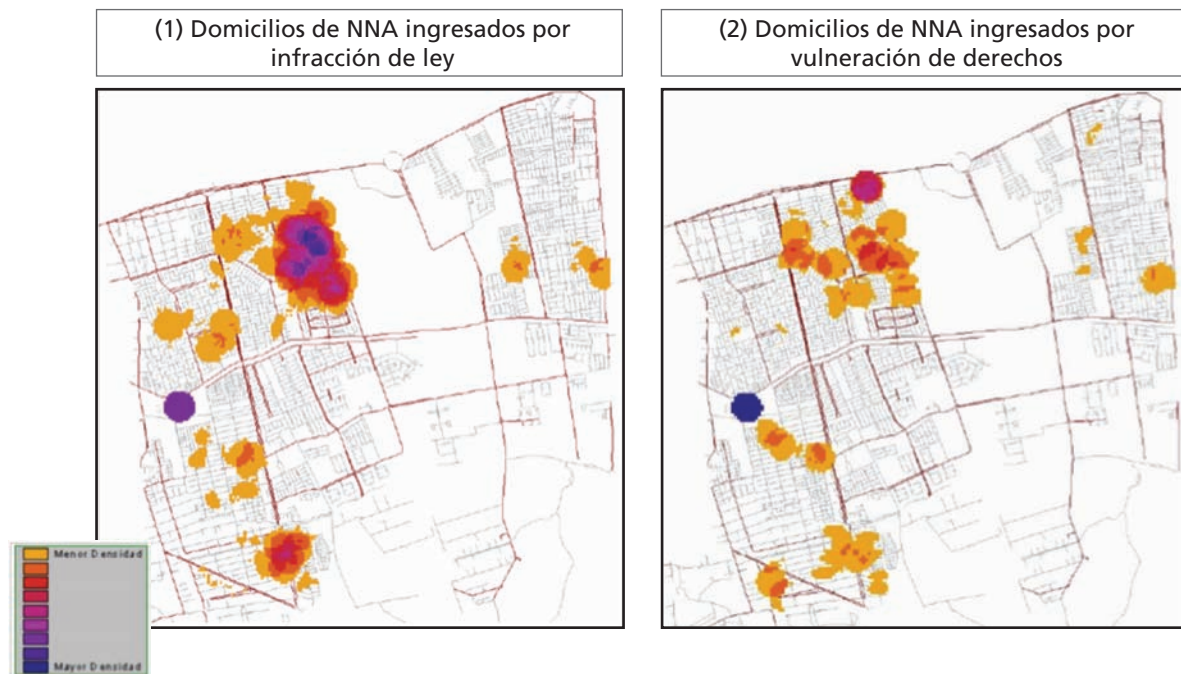 (1) Domicilios de NNA ingresados por
infracción de ley
(2) Domicilios de NNA ingresados por
vulneración de derechos
Menor Densidad
Mayor Densidad